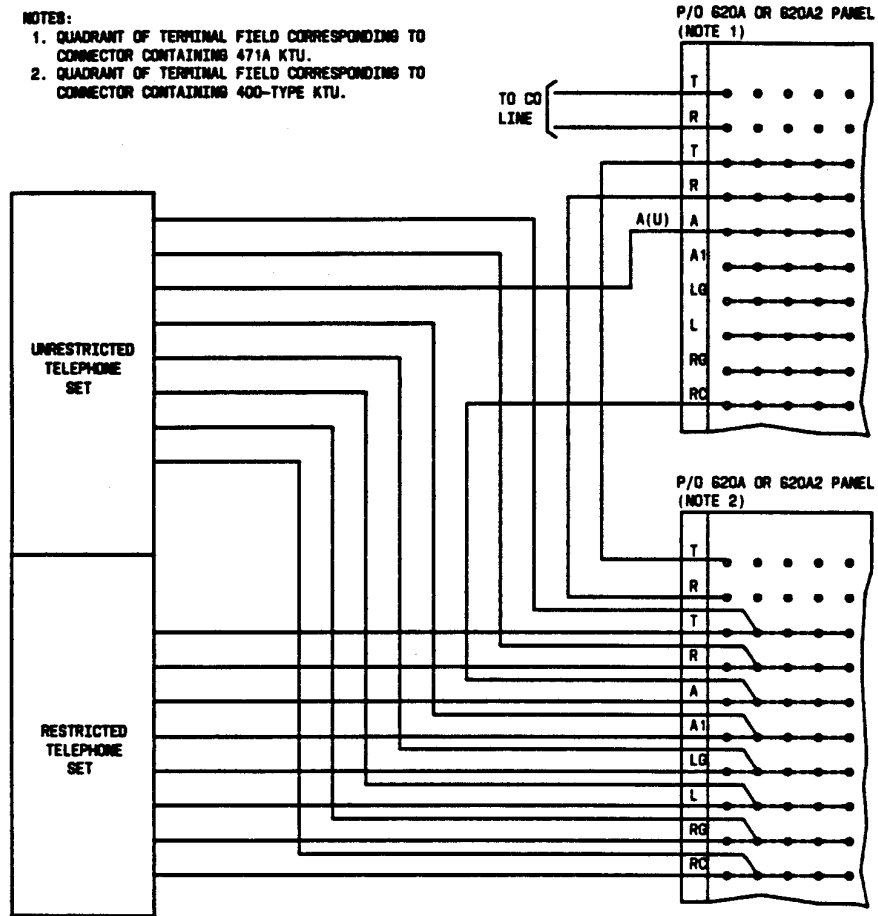 NOTES:
1. QUADRANT OF TERMINAL FIELD CORRESPONDING TO
CONNECTOR CONTAINING 471A KTU.
2. QUADRANT OF TERMINAL FIELD CORRESPONDING TO
CONNECTOR CONTAINING 400-TYPE KTU.
P/O 620A OR 620A2 PANEL
(NOTE 1)
TO CO
LINE
T
R
T
R
A(U) A
A1
LG
L
RG
RC
UNRESTRICTED
TELEPHONE
SET
P/O 620A OR 620A2 PANEL
(NOTE 2)
T
R
T
R
A
A1
LG
L
RG
RC
RESTRICTED
TELEPHONE
SET